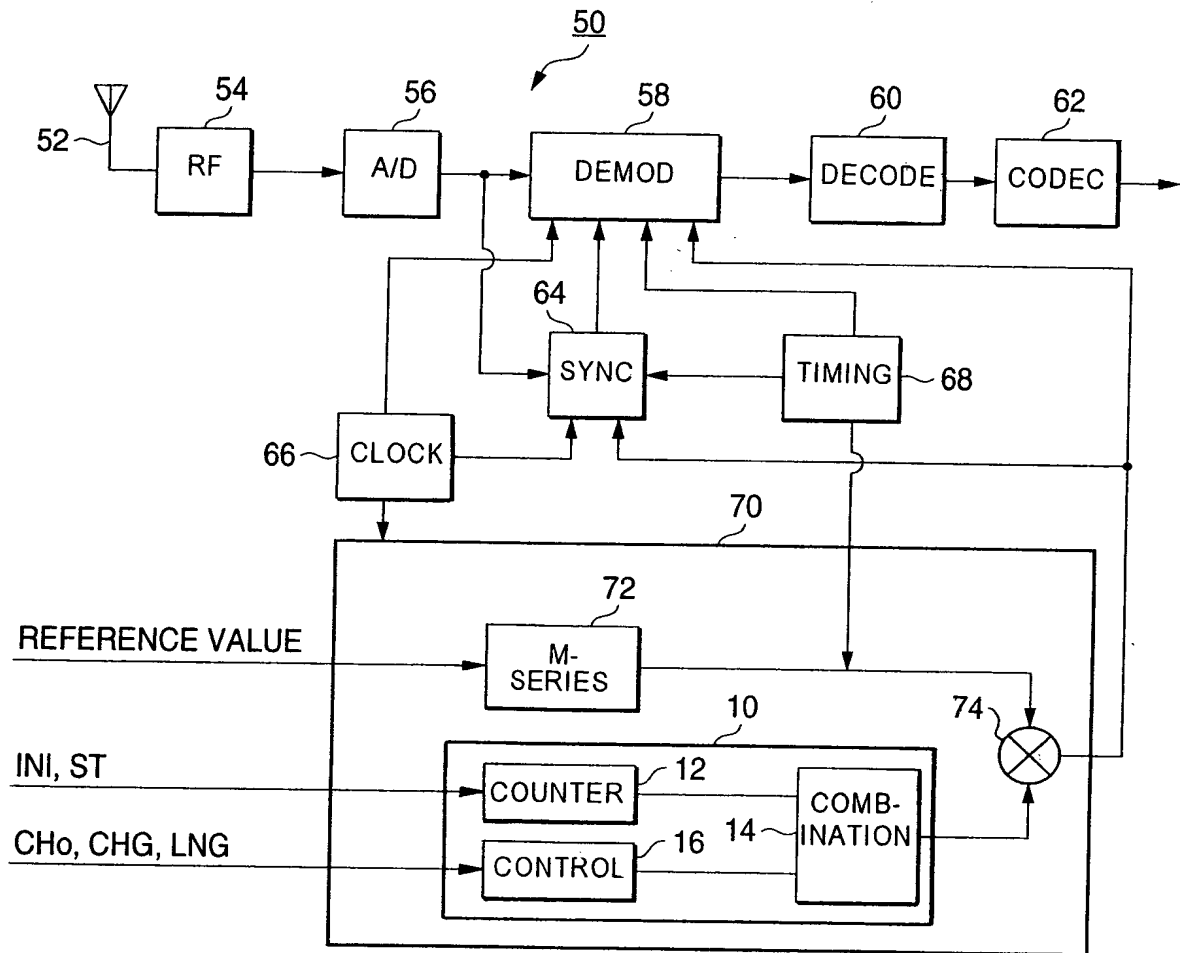 50
52
54
56
58
60
62
RF
A/D
DEMOD
DECODE
CODEC
64
SYNC
TIMING
68
66
CLOCK
70
72
REFERENCE VALUE
M-
SERIES
10
74
INI, ST
COUNTER
12
COMB-
INATION
14
CHo, CHG, LNG
CONTROL
16